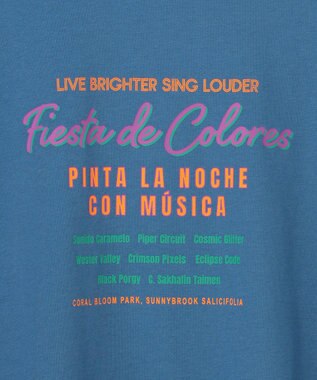 LIVE BRIGHTER SING LOUDER
Fiesta de Colores
PINTA LA NOCHE
CON MÚSICA
Sonido Caramelo Piper Circuit Cosmic Glitter
Wester Valley Crimson Pixels Eclipse Code
Black Porgy C. Sakhalin Taimen
CORAL BLOOM PARK, SUNNYBROOK SALICIFOLIA